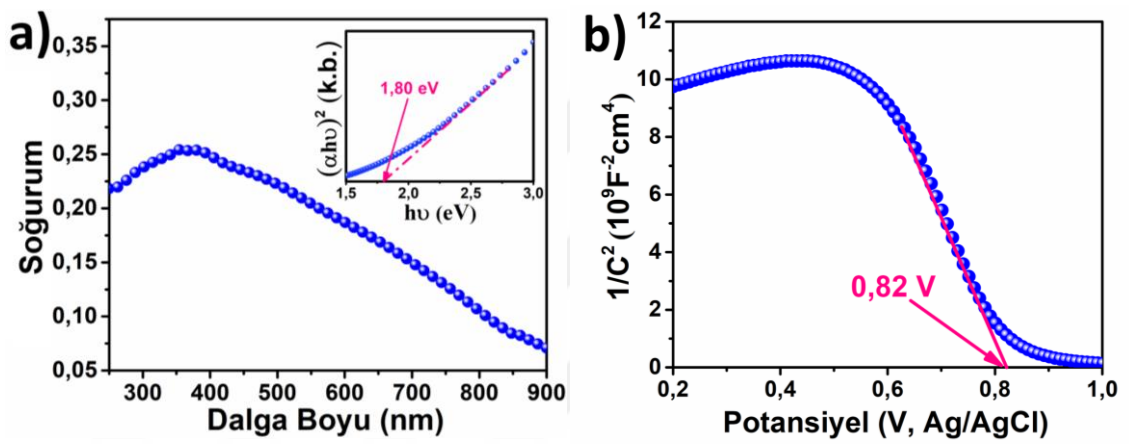 a)
Soğurum
0,35
0,30
0,25
0,20
0,15
0,10
0,05
300 400 500 600 700 800 900
Dalga Boyu (nm)
(αhυ)² (k.b.)
1,80 eV
1,5 2,0 2,5 3,0
hυ (eV)
b)
1/C² (10⁹F⁻²cm⁴)
12
10
8
6
4
2
0
0,82 V
0,2 0,4 0,6 0,8 1,0
Potansiyel (V, Ag/AgCl)